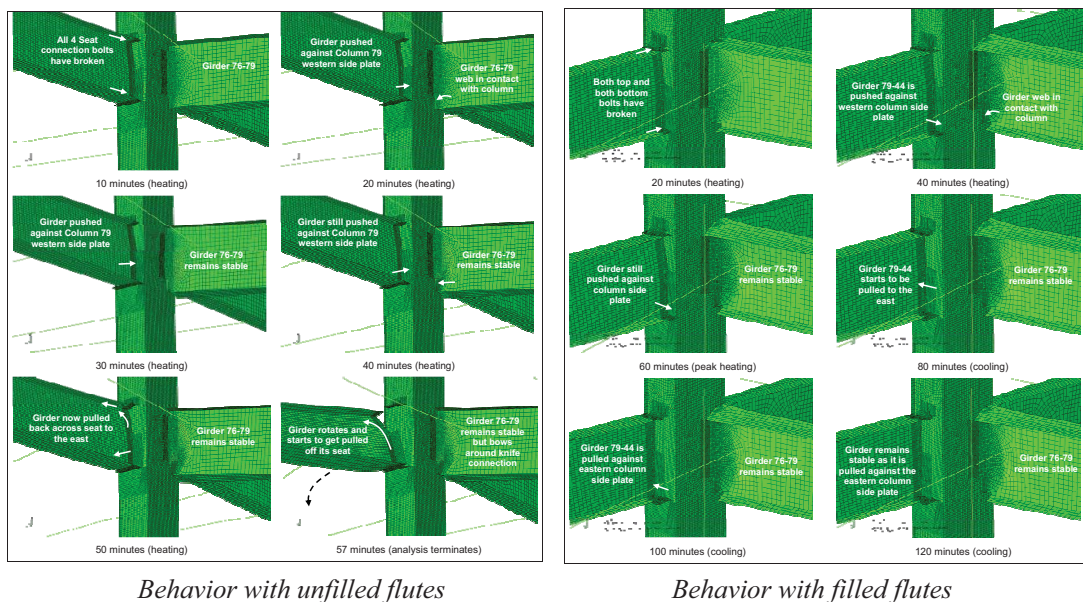 All 4 Seat
connection bolts
have broken
Girder 76-79
10 minutes (heating)
Girder pushed
against Column 79
western side plate
Girder 76-79
web in contact
with column
20 minutes (heating)
Girder pushed
against Column 79
western side plate
Girder 76-79
remains stable
30 minutes (heating)
Girder still pushed
against Column 79
western side plate
Girder 76-79
remains stable
40 minutes (heating)
Girder now pulled
back across seat to
the east
Girder 76-79
remains stable
50 minutes (heating)
Girder rotates and
starts to get pulled
off its seat
Girder 76-79
remains stable
but bows
around knife
connection
57 minutes (analysis terminates)
Behavior with unfilled flutes
Both top and
both bottom
bolts have
broken
20 minutes (heating)
Girder 79-44 is
pushed against
western column side
plate
Girder web in
contact with
column
40 minutes (heating)
Girder still
pushed against
column side
plate
Girder 76-79
remains stable
60 minutes (peak heating)
Girder 79-44
starts to be
pulled to the
east
Girder 76-79
remains stable
80 minutes (cooling)
Girder 79-44 is
pulled against
eastern column
side plate
Girder 76-79
remains stable
100 minutes (cooling)
Girder remains
stable as it is
pulled against the
eastern column
side plate
Girder 76-79
remains stable
120 minutes (cooling)
Behavior with filled flutes